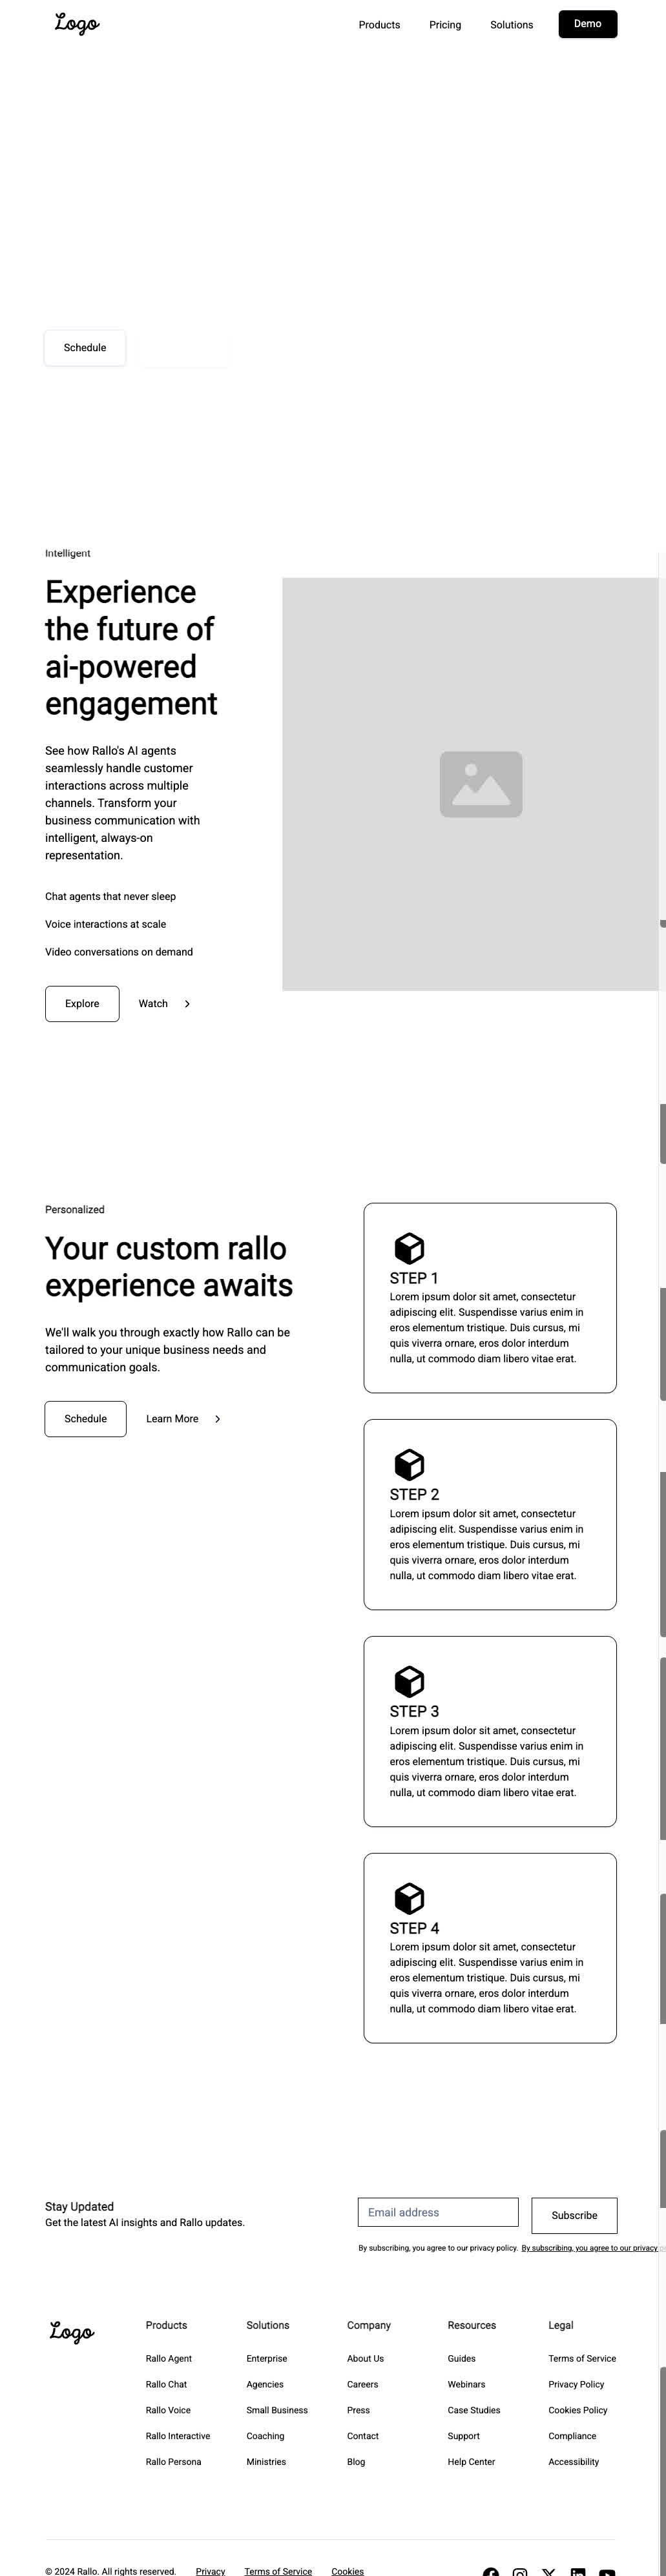 Logo
Products
Pricing
Solutions
Demo
Schedule
Intelligent
Experience
the future of
ai-powered
engagement
See how Rallo's AI agents
seamlessly handle customer
interactions across multiple
channels. Transform your
business communication with
intelligent, always-on
representation.
Chat agents that never sleep
Voice interactions at scale
Video conversations on demand
Explore
Watch
Personalized
Your custom rallo
experience awaits
We'll walk you through exactly how Rallo can be
tailored to your unique business needs and
communication goals.
Schedule
Learn More
STEP 1
Lorem ipsum dolor sit amet, consectetur
adipiscing elit. Suspendisse varius enim in
eros elementum tristique. Duis cursus, mi
quis viverra ornare, eros dolor interdum
nulla, ut commodo diam libero vitae erat.
STEP 2
Lorem ipsum dolor sit amet, consectetur
adipiscing elit. Suspendisse varius enim in
eros elementum tristique. Duis cursus, mi
quis viverra ornare, eros dolor interdum
nulla, ut commodo diam libero vitae erat.
STEP 3
Lorem ipsum dolor sit amet, consectetur
adipiscing elit. Suspendisse varius enim in
eros elementum tristique. Duis cursus, mi
quis viverra ornare, eros dolor interdum
nulla, ut commodo diam libero vitae erat.
STEP 4
Lorem ipsum dolor sit amet, consectetur
adipiscing elit. Suspendisse varius enim in
eros elementum tristique. Duis cursus, mi
quis viverra ornare, eros dolor interdum
nulla, ut commodo diam libero vitae erat.
Stay Updated
Get the latest AI insights and Rallo updates.
Email address
Subscribe
By subscribing, you agree to our privacy policy. By subscribing, you agree to our privacy
Logo
Products
Rallo Agent
Rallo Chat
Rallo Voice
Rallo Interactive
Rallo Persona
Solutions
Enterprise
Agencies
Small Business
Coaching
Ministries
Company
About Us
Careers
Press
Contact
Blog
Resources
Guides
Webinars
Case Studies
Support
Help Center
Legal
Terms of Service
Privacy Policy
Cookies Policy
Compliance
Accessibility
© 2024 Rallo. All rights reserved.
Privacy
Terms of Service
Cookies